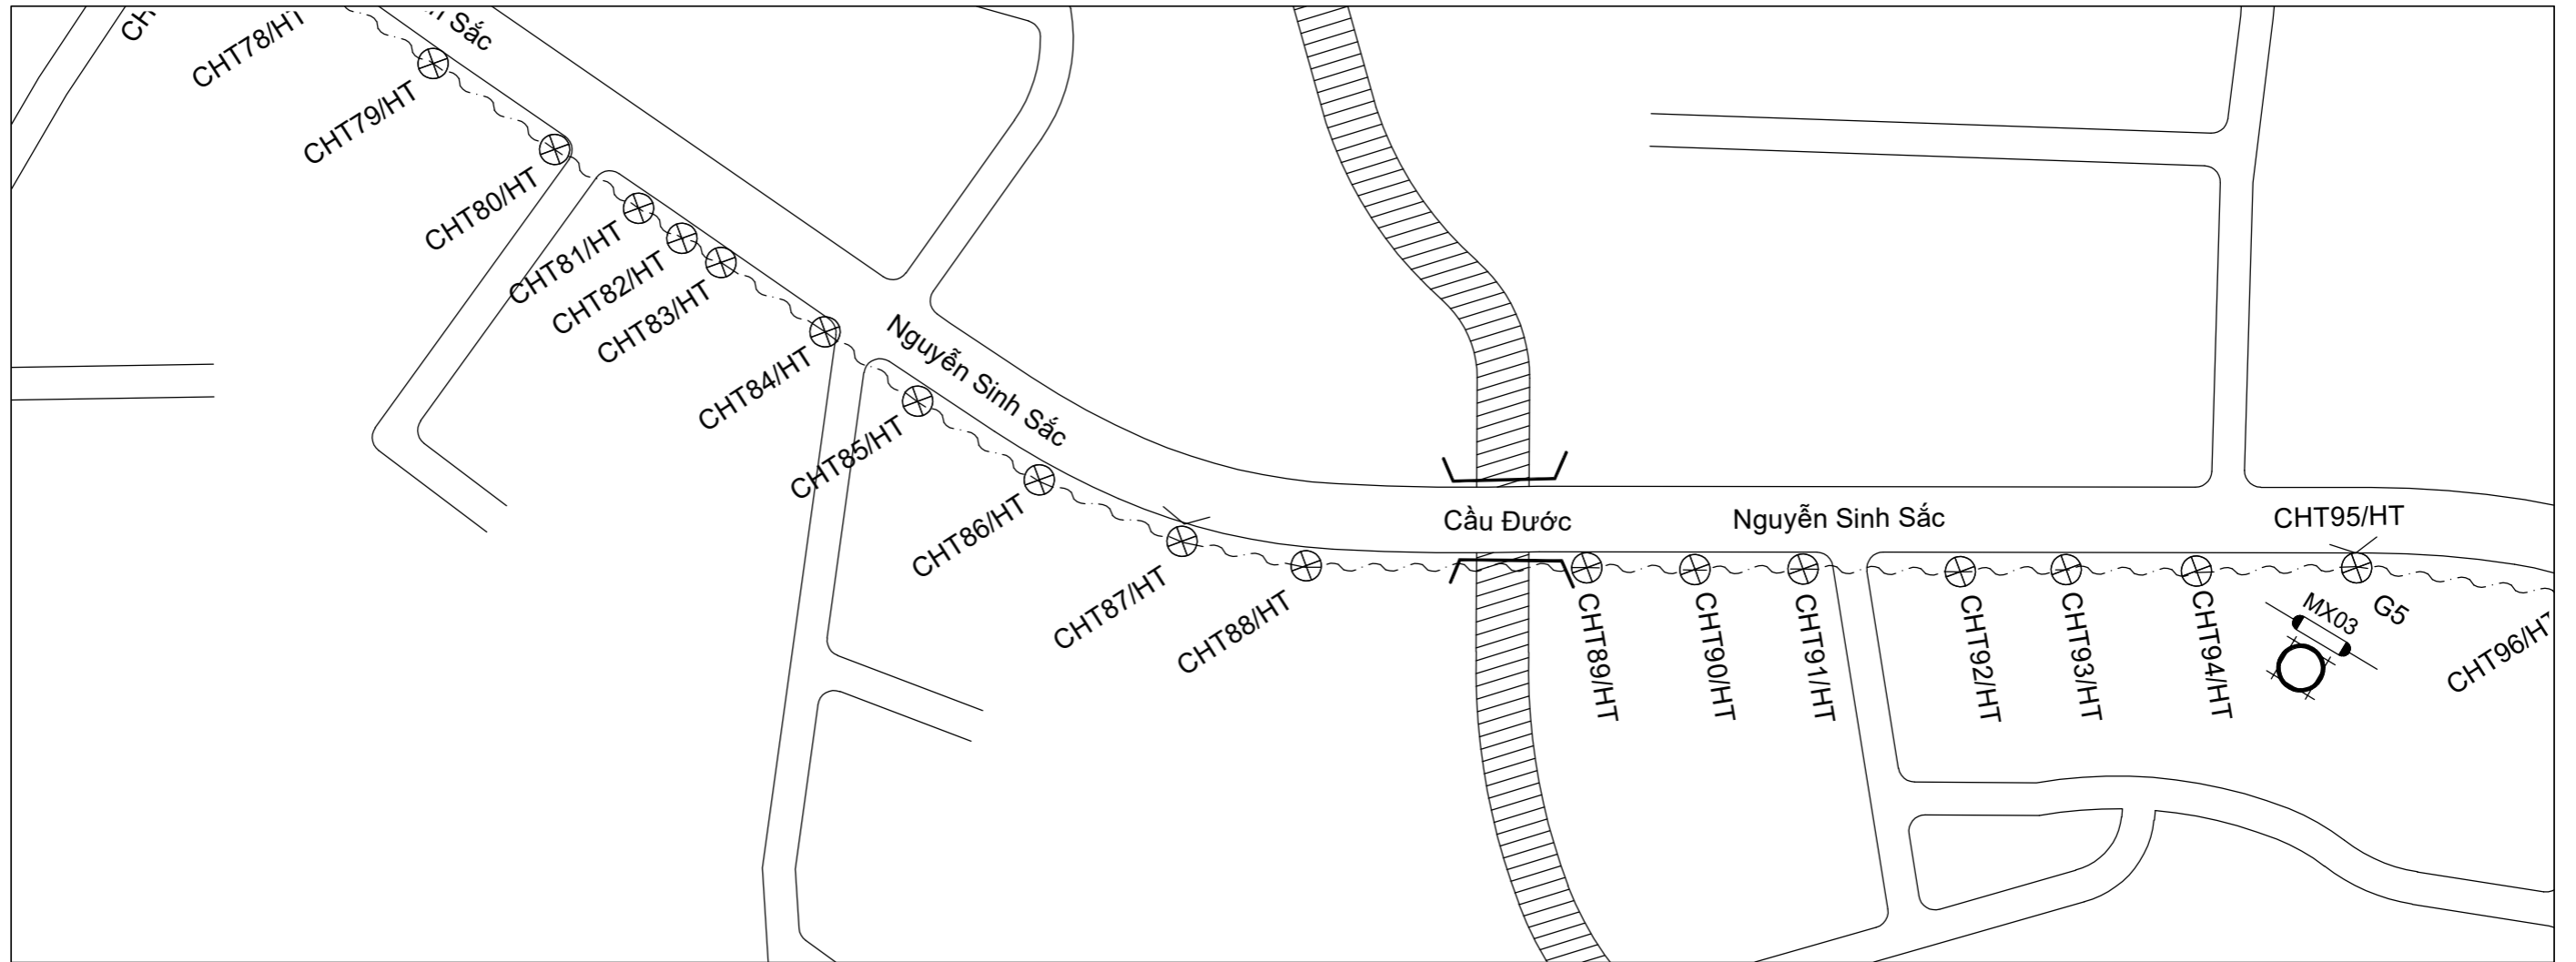 CHT78/HT
Sắc
CHT79/HT
CHT80/HT
CHT81/HT
CHT82/HT
CHT83/HT
CHT84/HT
Nguyễn Sinh Sắc
CHT85/HT
CHT86/HT
CHT87/HT
CHT88/HT
Cầu Đước
Nguyễn Sinh Sắc
CHT95/HT
CHT89/HT
CHT90/HT
CHT91/HT
CHT92/HT
CHT93/HT
CHT94/HT
MX03
G5
CHT96/HT